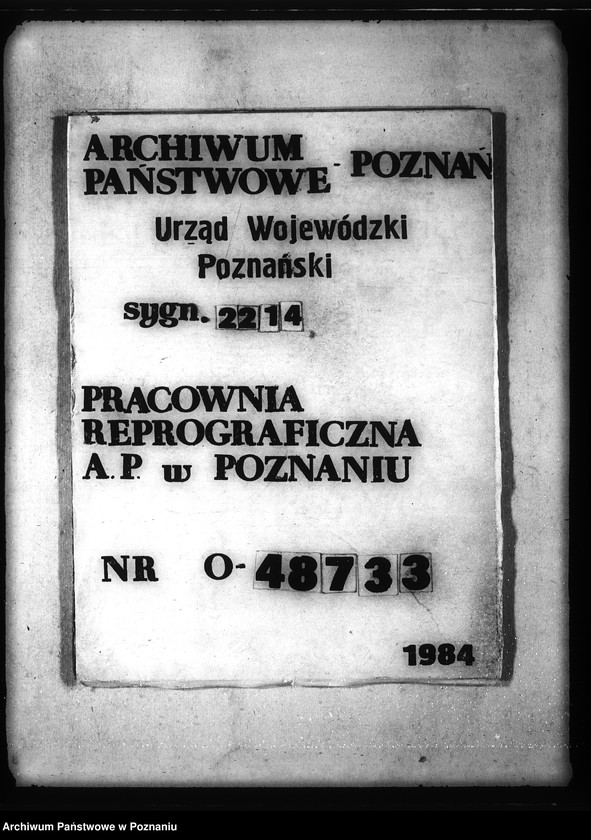 ARCHIWUM
PAŃSTWOWE - POZNAŃ
Urząd Wojewódzki
Poznański
sygn. 2214
PRACOWNIA
REPROGRAFICZNA
A.P. w POZNANIU
NR O-48733
1984
Archiwum Państwowe w Poznaniu